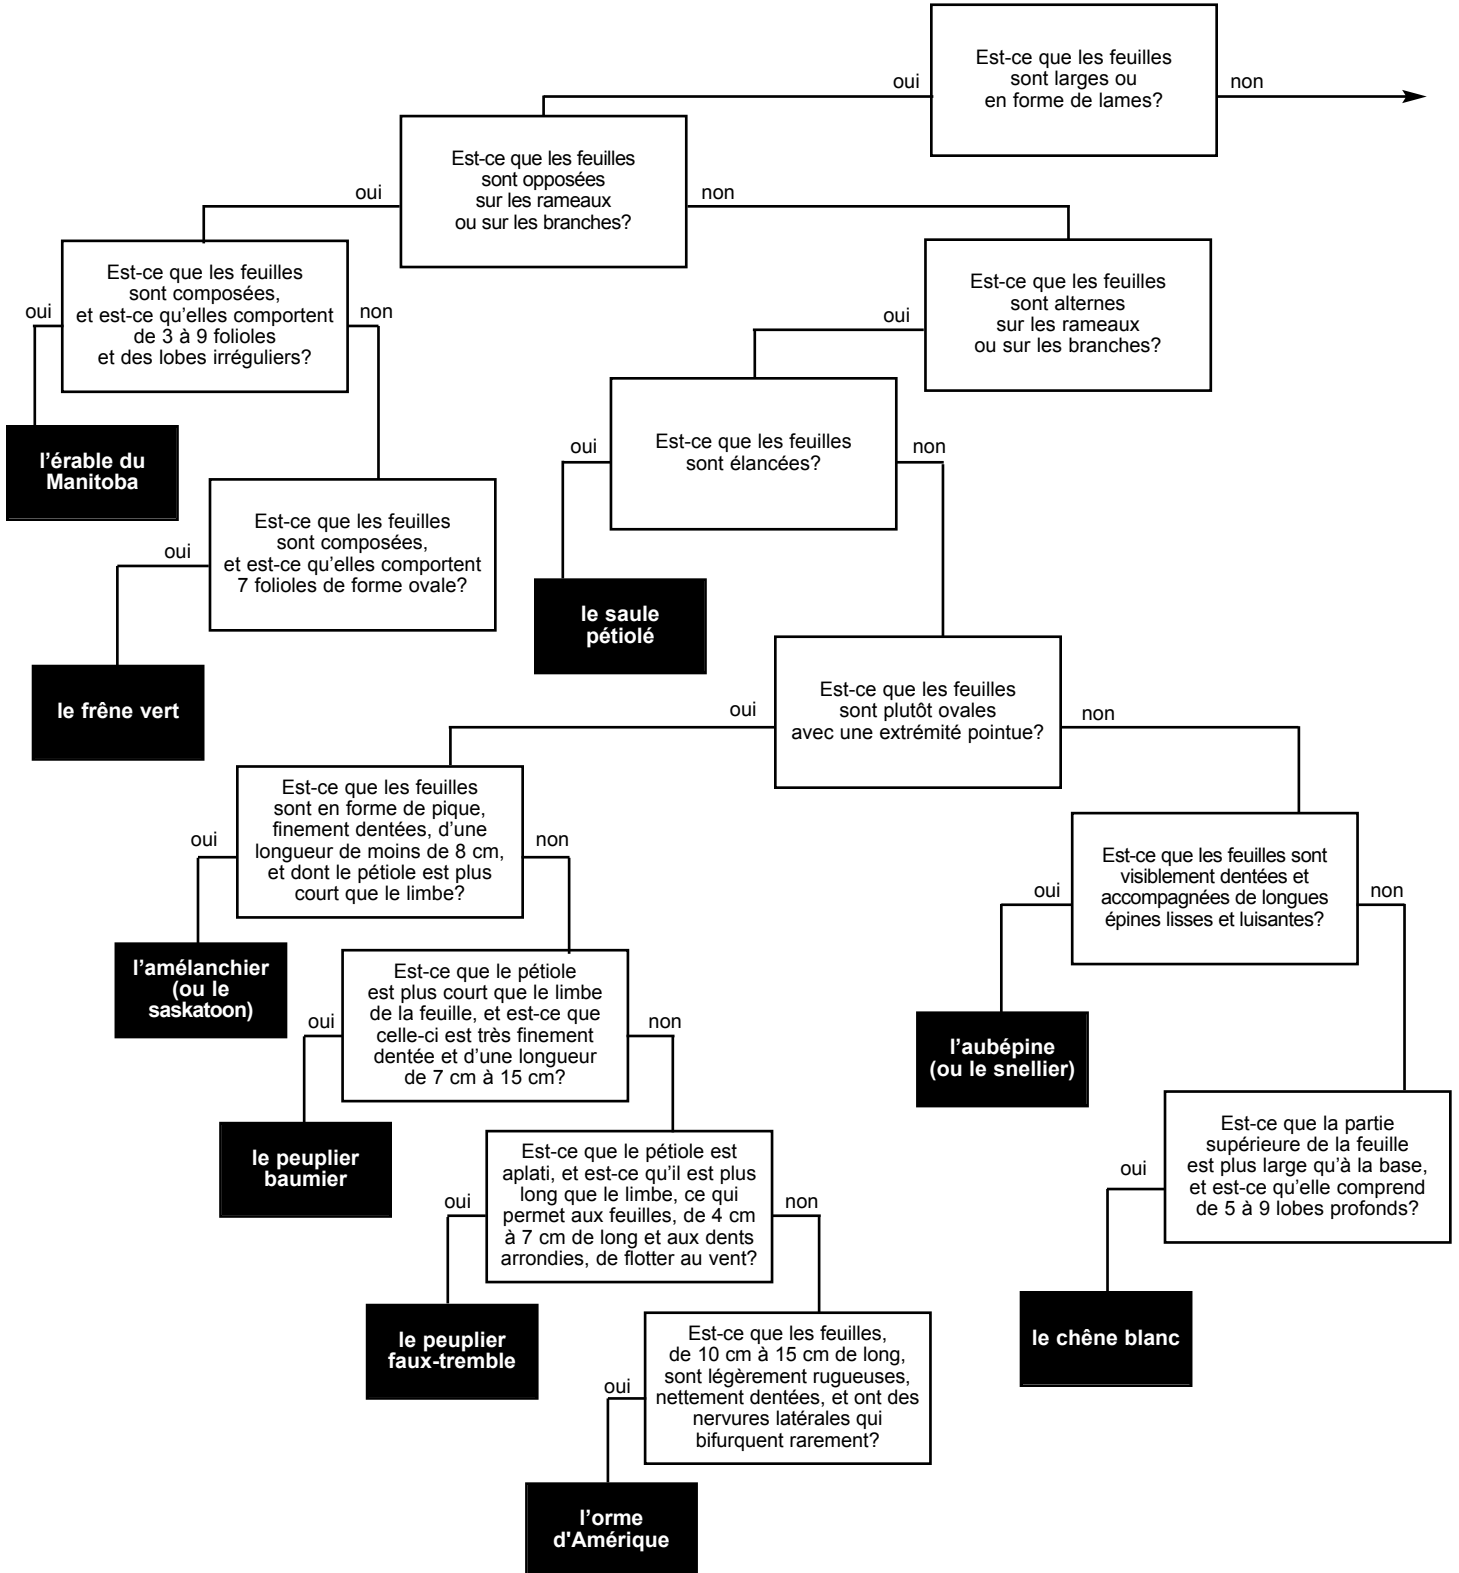 Est-ce que les feuilles
sont larges ou
en forme de lames?
oui
non
Est-ce que les feuilles
sont opposées
sur les rameaux
ou sur les branches?
oui
non
Est-ce que les feuilles
sont composées,
et est-ce qu'elles comportent
de 3 à 9 folioles
et des lobes irréguliers?
oui
non
Est-ce que les feuilles
sont alternes
sur les rameaux
ou sur les branches?
oui
l'érable du
Manitoba
Est-ce que les feuilles
sont élancées?
oui
non
Est-ce que les feuilles
sont composées,
et est-ce qu'elles comportent
7 folioles de forme ovale?
oui
le saule
pétiolé
le frêne vert
Est-ce que les feuilles
sont plutôt ovales
avec une extrémité pointue?
oui
non
Est-ce que les feuilles
sont en forme de pique,
finement dentées, d'une
longueur de moins de 8 cm,
et dont le pétiole est plus
court que le limbe?
oui
non
Est-ce que les feuilles sont
visiblement dentées et
accompagnées de longues
épines lisses et luisantes?
oui
non
l'amélanchier
(ou le
saskatoon)
Est-ce que le pétiole
est plus court que le limbe
de la feuille, et est-ce que
celle-ci est très finement
dentée et d'une longueur
de 7 cm à 15 cm?
oui
non
l'aubépine
(ou le snellier)
le peuplier
baumier
Est-ce que le pétiole est
aplati, et est-ce qu'il est plus
long que le limbe, ce qui
permet aux feuilles, de 4 cm
à 7 cm de long et aux dents
arrondies, de flotter au vent?
oui
non
Est-ce que la partie
supérieure de la feuille
est plus large qu'à la base,
et est-ce qu'elle comprend
de 5 à 9 lobes profonds?
oui
le peuplier
faux-tremble
le chêne blanc
Est-ce que les feuilles,
de 10 cm à 15 cm de long,
sont légèrement rugueuses,
nettement dentées, et ont des
nervures latérales qui
bifurquent rarement?
oui
l'orme
d'Amérique